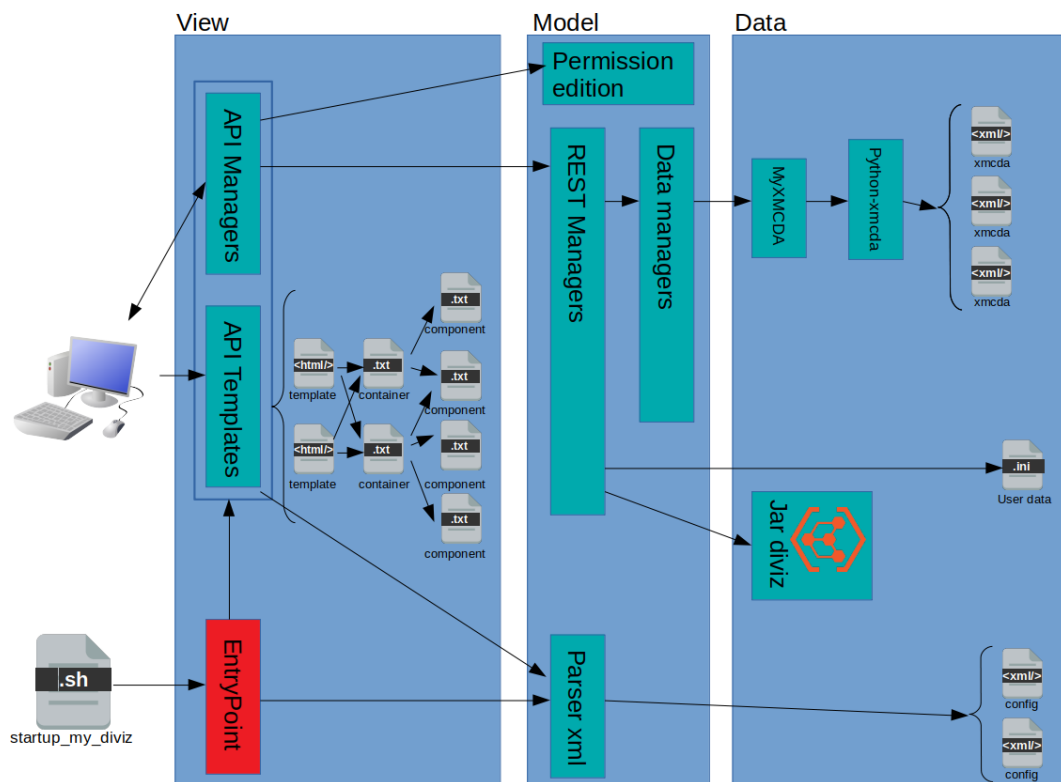 View
Model
Data
Permission
edition
API Managers
REST Managers
Data managers
MyXMCDA
Python-xmcda
<xml/>
xmcda
<xml/>
xmcda
<xml/>
xmcda
API Templates
<html/>
template
.txt
container
.txt
component
.txt
component
<html/>
template
.txt
container
.txt
component
.txt
component
.ini
User data
Jar diviz
EntryPoint
Parser xml
.sh
startup_my_diviz
<xml/>
config
<xml/>
config